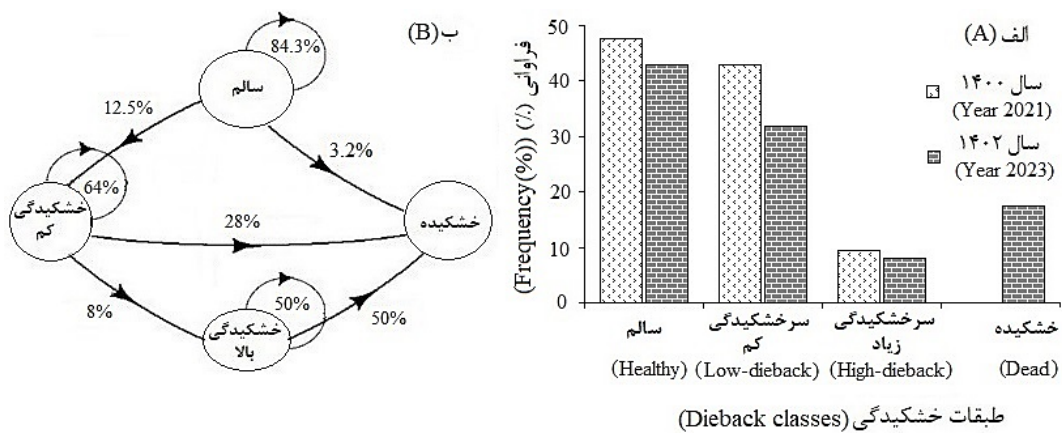 ب (B)
84.3%
سالم
12.5%
3.2%
64%
خشکیدگی
کم
28%
خشکیده
8%
50%
خشکیدگی
بالا
50%
الف (A)
فراوانی (٪) (Frequency(%))
50
40
30
20
10
0
سال ۱۴۰۰
(Year 2021)
سال ۱۴۰۲
(Year 2023)
سالم
(Healthy)
سرخشکیدگی
کم
(Low-dieback)
سرخشکیدگی
زیاد
(High-dieback)
خشکیده
(Dead)
طبقات خشکیدگی (Dieback classes)